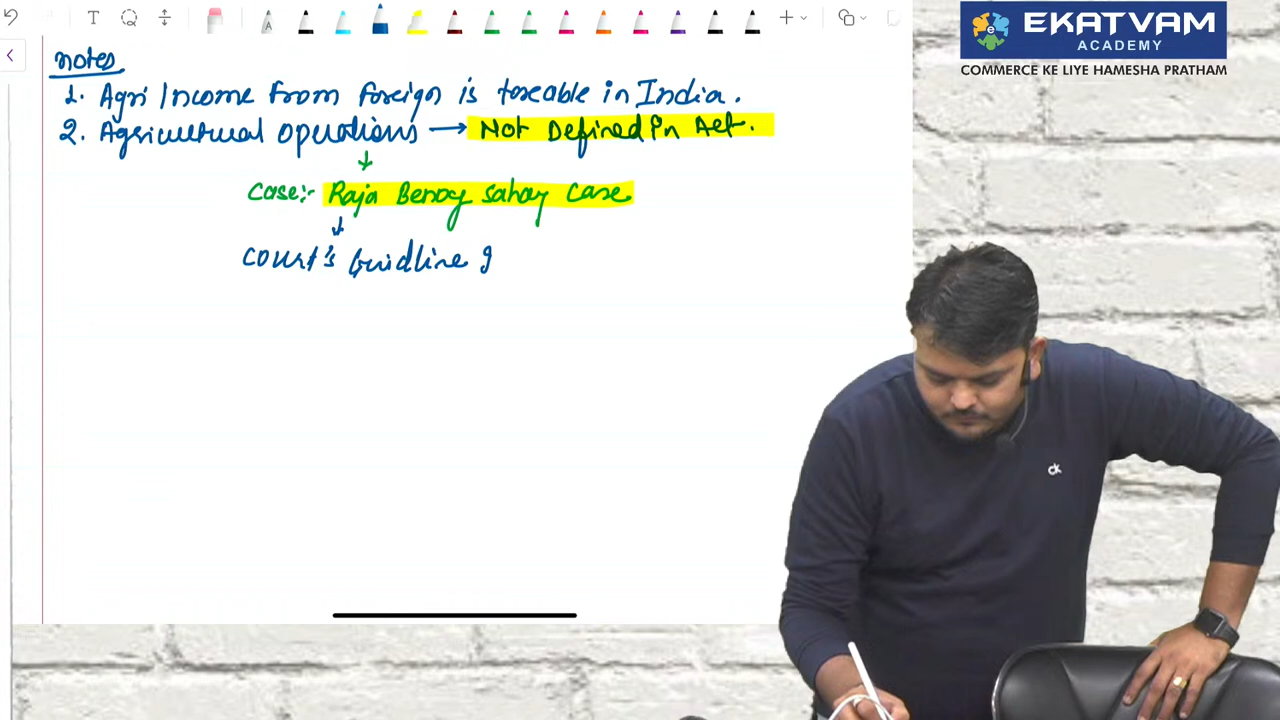 EKATVAM
ACADEMY
COMMERCE KE LIYE HAMESHA PRATHAM
notes
1. Agri Income from foreign is taxable in India.
2. Agricultural operations → Not Defined in Act.
↓
Case:- Raja Benoy Sahay Case
↓
Court's Guidline g